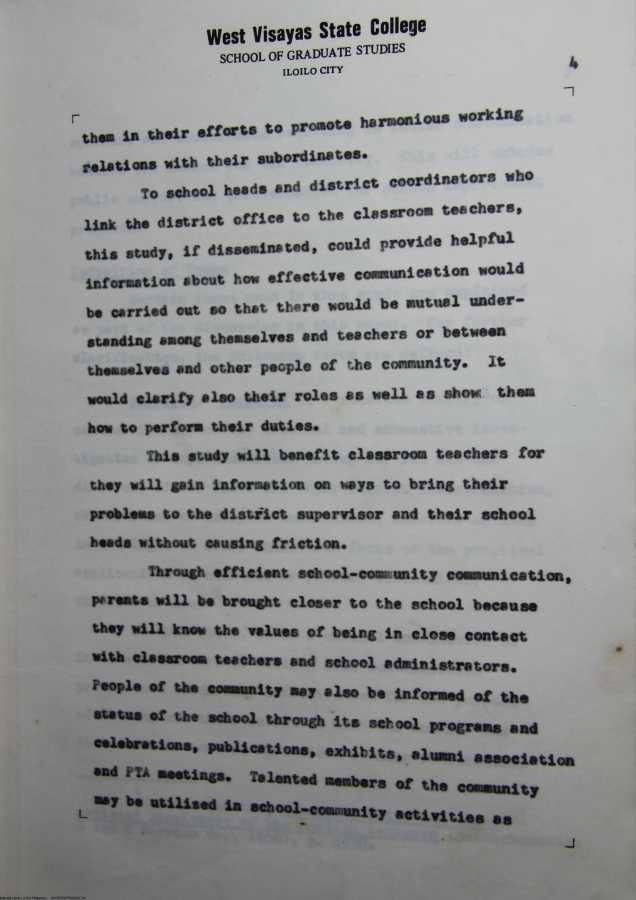 West Visayas State College
SCHOOL OF GRADUATE STUDIES
ILOILO CITY
4
them in their efforts to promote harmonious working
relations with their subordinates.
To school heads and district coordinators who
link the district office to the classroom teachers,
this study, if disseminated, could provide helpful
information about how effective communication would
be carried out so that there would be mutual under-
standing among themselves and teachers or between
themselves and other people of the community. It
would clarify also their roles as well as show them
how to perform their duties.
This study will benefit classroom teachers for
they will gain information on ways to bring their
problems to the district supervisor and their school
heads without causing friction.
Through efficient school-community communication,
parents will be brought closer to the school because
they will know the values of being in close contact
with classroom teachers and school administrators.
People of the community may also be informed of the
status of the school through its school programs and
celebrations, publications, exhibits, alumni association
and PTA meetings. Talented members of the community
may be utilized in school-community activities as